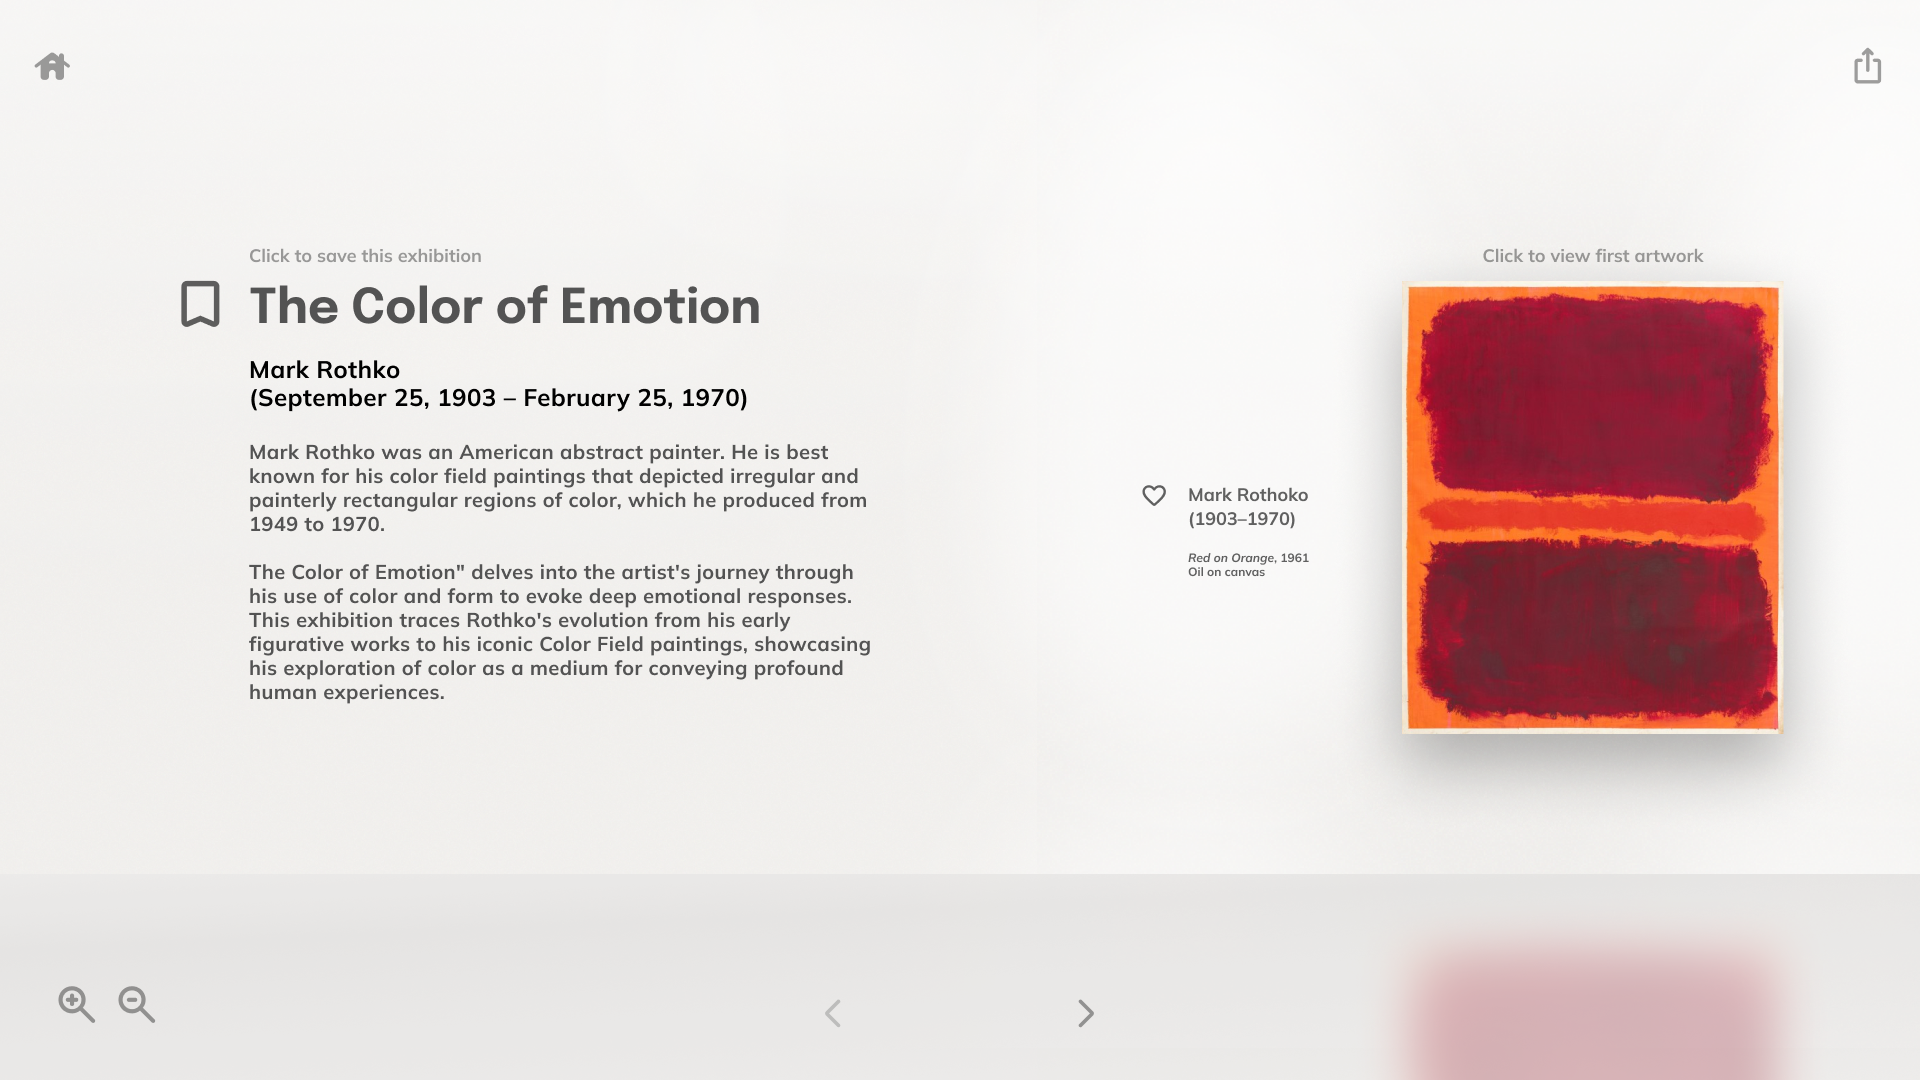 Click to save this exhibition
The Color of Emotion
Mark Rothko
(September 25, 1903 – February 25, 1970)
Mark Rothko was an American abstract painter. He is best
known for his color field paintings that depicted irregular and
painterly rectangular regions of color, which he produced from
1949 to 1970.
The Color of Emotion" delves into the artist's journey through
his use of color and form to evoke deep emotional responses.
This exhibition traces Rothko's evolution from his early
figurative works to his iconic Color Field paintings, showcasing
his exploration of color as a medium for conveying profound
human experiences.
Click to view first artwork
Mark Rothoko
(1903–1970)
Red on Orange, 1961
Oil on canvas